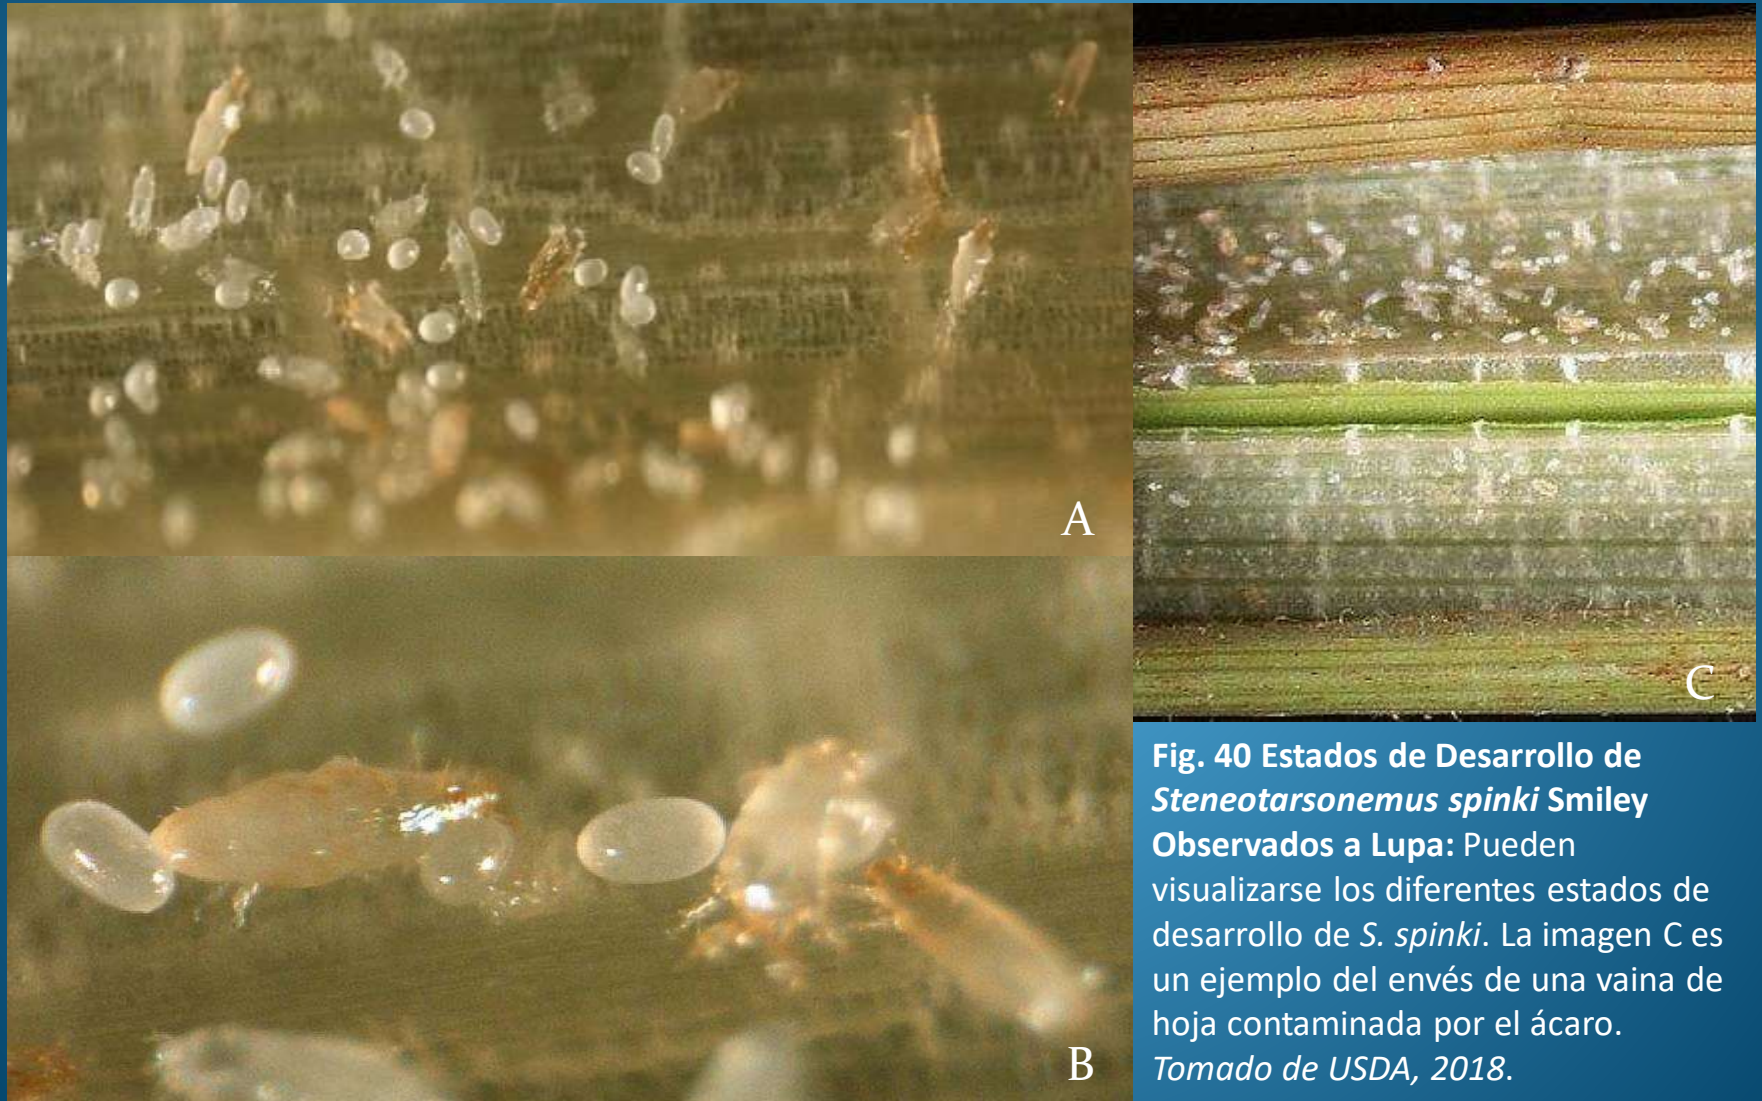 A
C
B
Fig. 40 Estados de Desarrollo de
Steneotarsonemus spinki Smiley
Observados a Lupa: Pueden
visualizarse los diferentes estados de
desarrollo de S. spinki. La imagen C es
un ejemplo del envés de una vaina de
hoja contaminada por el ácaro.
Tomado de USDA, 2018.